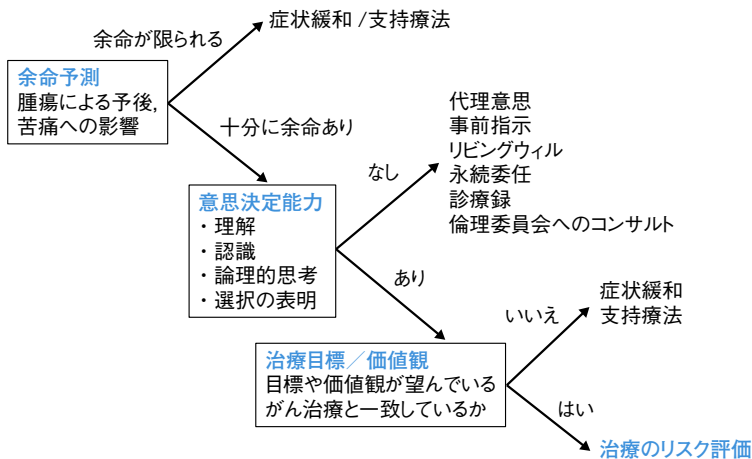 症状緩和 /支持療法
余命が限られる
余命予測
腫瘍による予後,
苦痛への影響
十分に余命あり
代理意思
事前指示
リビングウィル
永続委任
診療録
倫理委員会へのコンサルト
なし
意思決定能力
・理解
・認識
・論理的思考
・選択の表明
あり
症状緩和
支持療法
いいえ
治療目標／価値観
目標や価値観が望んでいる
がん治療と一致しているか
はい
治療のリスク評価